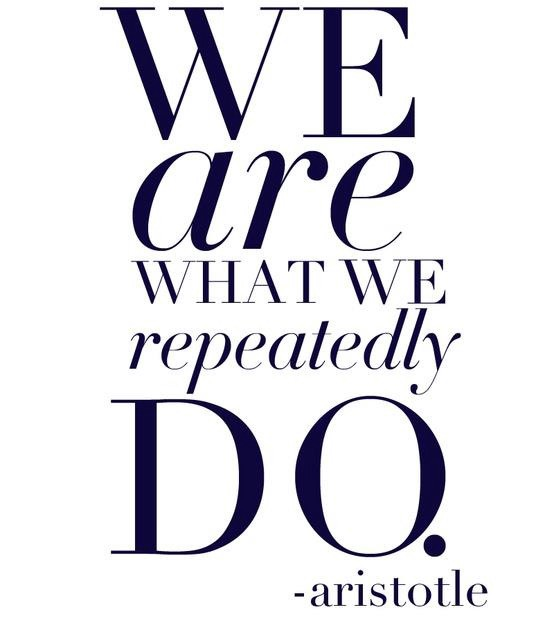 WE
are
WHAT WE
repeatedly
DO.
-aristotle